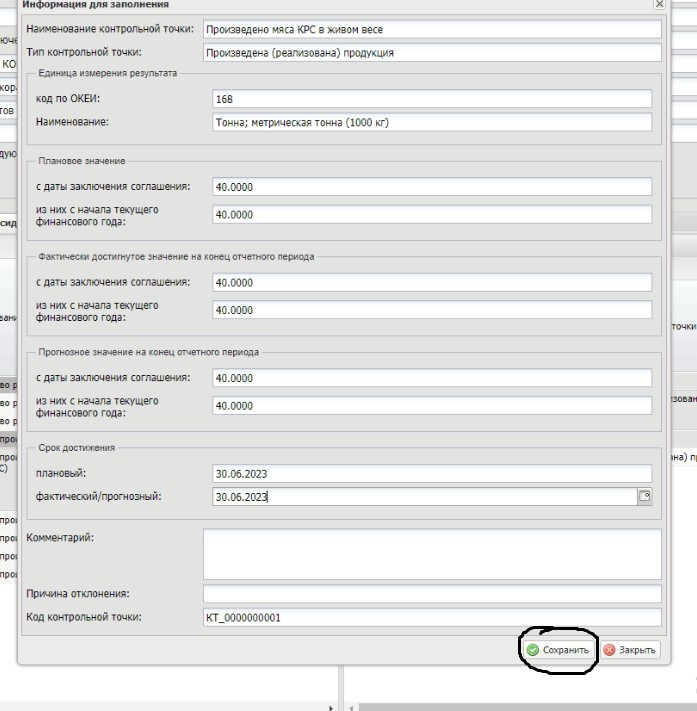 Информация для заполнения
Наименование контрольной точки: Произведено мяса КРС в живом весе
Тип контрольной точки: Произведена (реализована) продукция
Единица измерения результата
код по ОКЕИ: 168
Наименование: Тонна; метрическая тонна (1000 кг)
Плановое значение
с даты заключения соглашения: 40.0000
из них с начала текущего
финансового года: 40.0000
Фактически достигнутое значение на конец отчетного периода
с даты заключения соглашения: 40.0000
из них с начала текущего
финансового года: 40.0000
Прогнозное значение на конец отчетного периода
с даты заключения соглашения: 40.0000
из них с начала текущего
финансового года: 40.0000
Срок достижения
плановый: 30.06.2023
фактический/прогнозный: 30.06.2023
Комментарий:
Причина отклонения:
Код контрольной точки: КТ_0000000001
Сохранить Закрыть